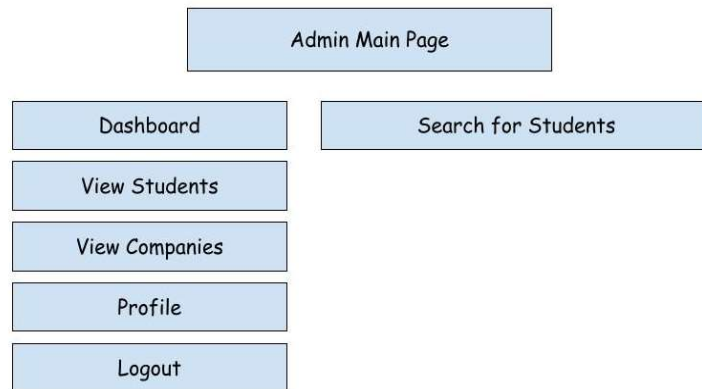 Admin Main Page
Dashboard
Search for Students
View Students
View Companies
Profile
Logout